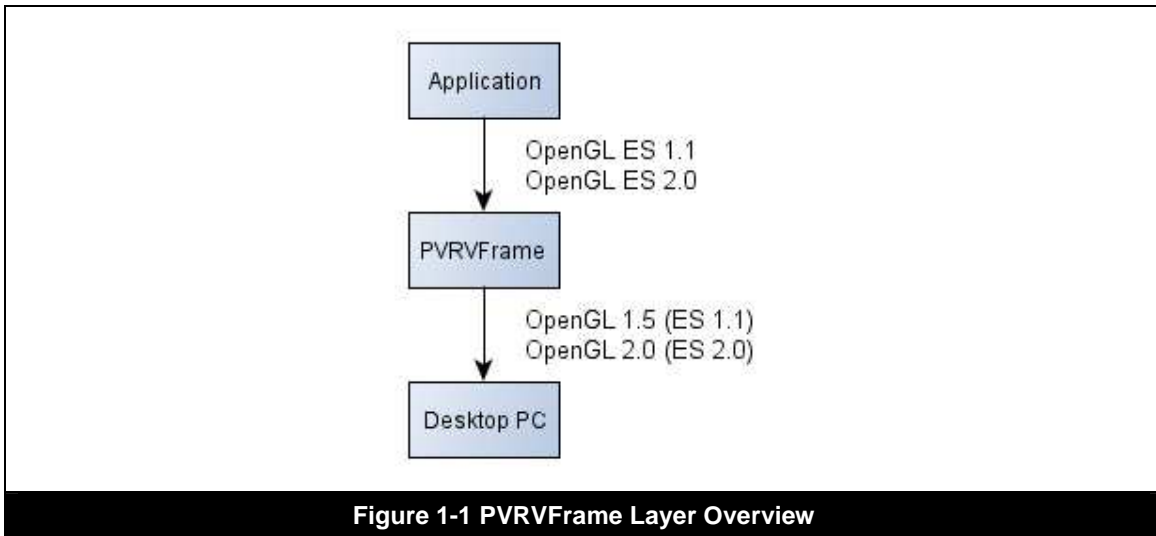 Application
OpenGL ES 1.1
OpenGL ES 2.0
PVRVFrame
OpenGL 1.5 (ES 1.1)
OpenGL 2.0 (ES 2.0)
Desktop PC
Figure 1-1 PVRVFrame Layer Overview